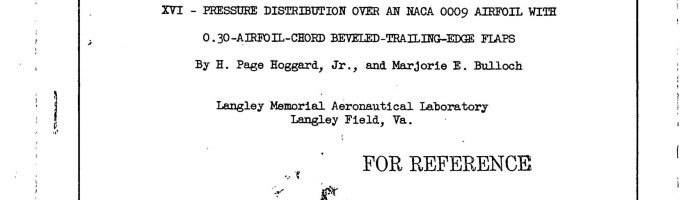 XVI - PRESSURE DISTRIBUTION OVER AN NACA 0009 AIRFOIL WITH
0.30-AIRFOIL-CHORD BEVELED-TRAILING-EDGE FLAPS
By H. Page Hoggard, Jr., and Marjorie E. Bulloch
Langley Memorial Aeronautical Laboratory
Langley Field, Va.
FOR REFERENCE